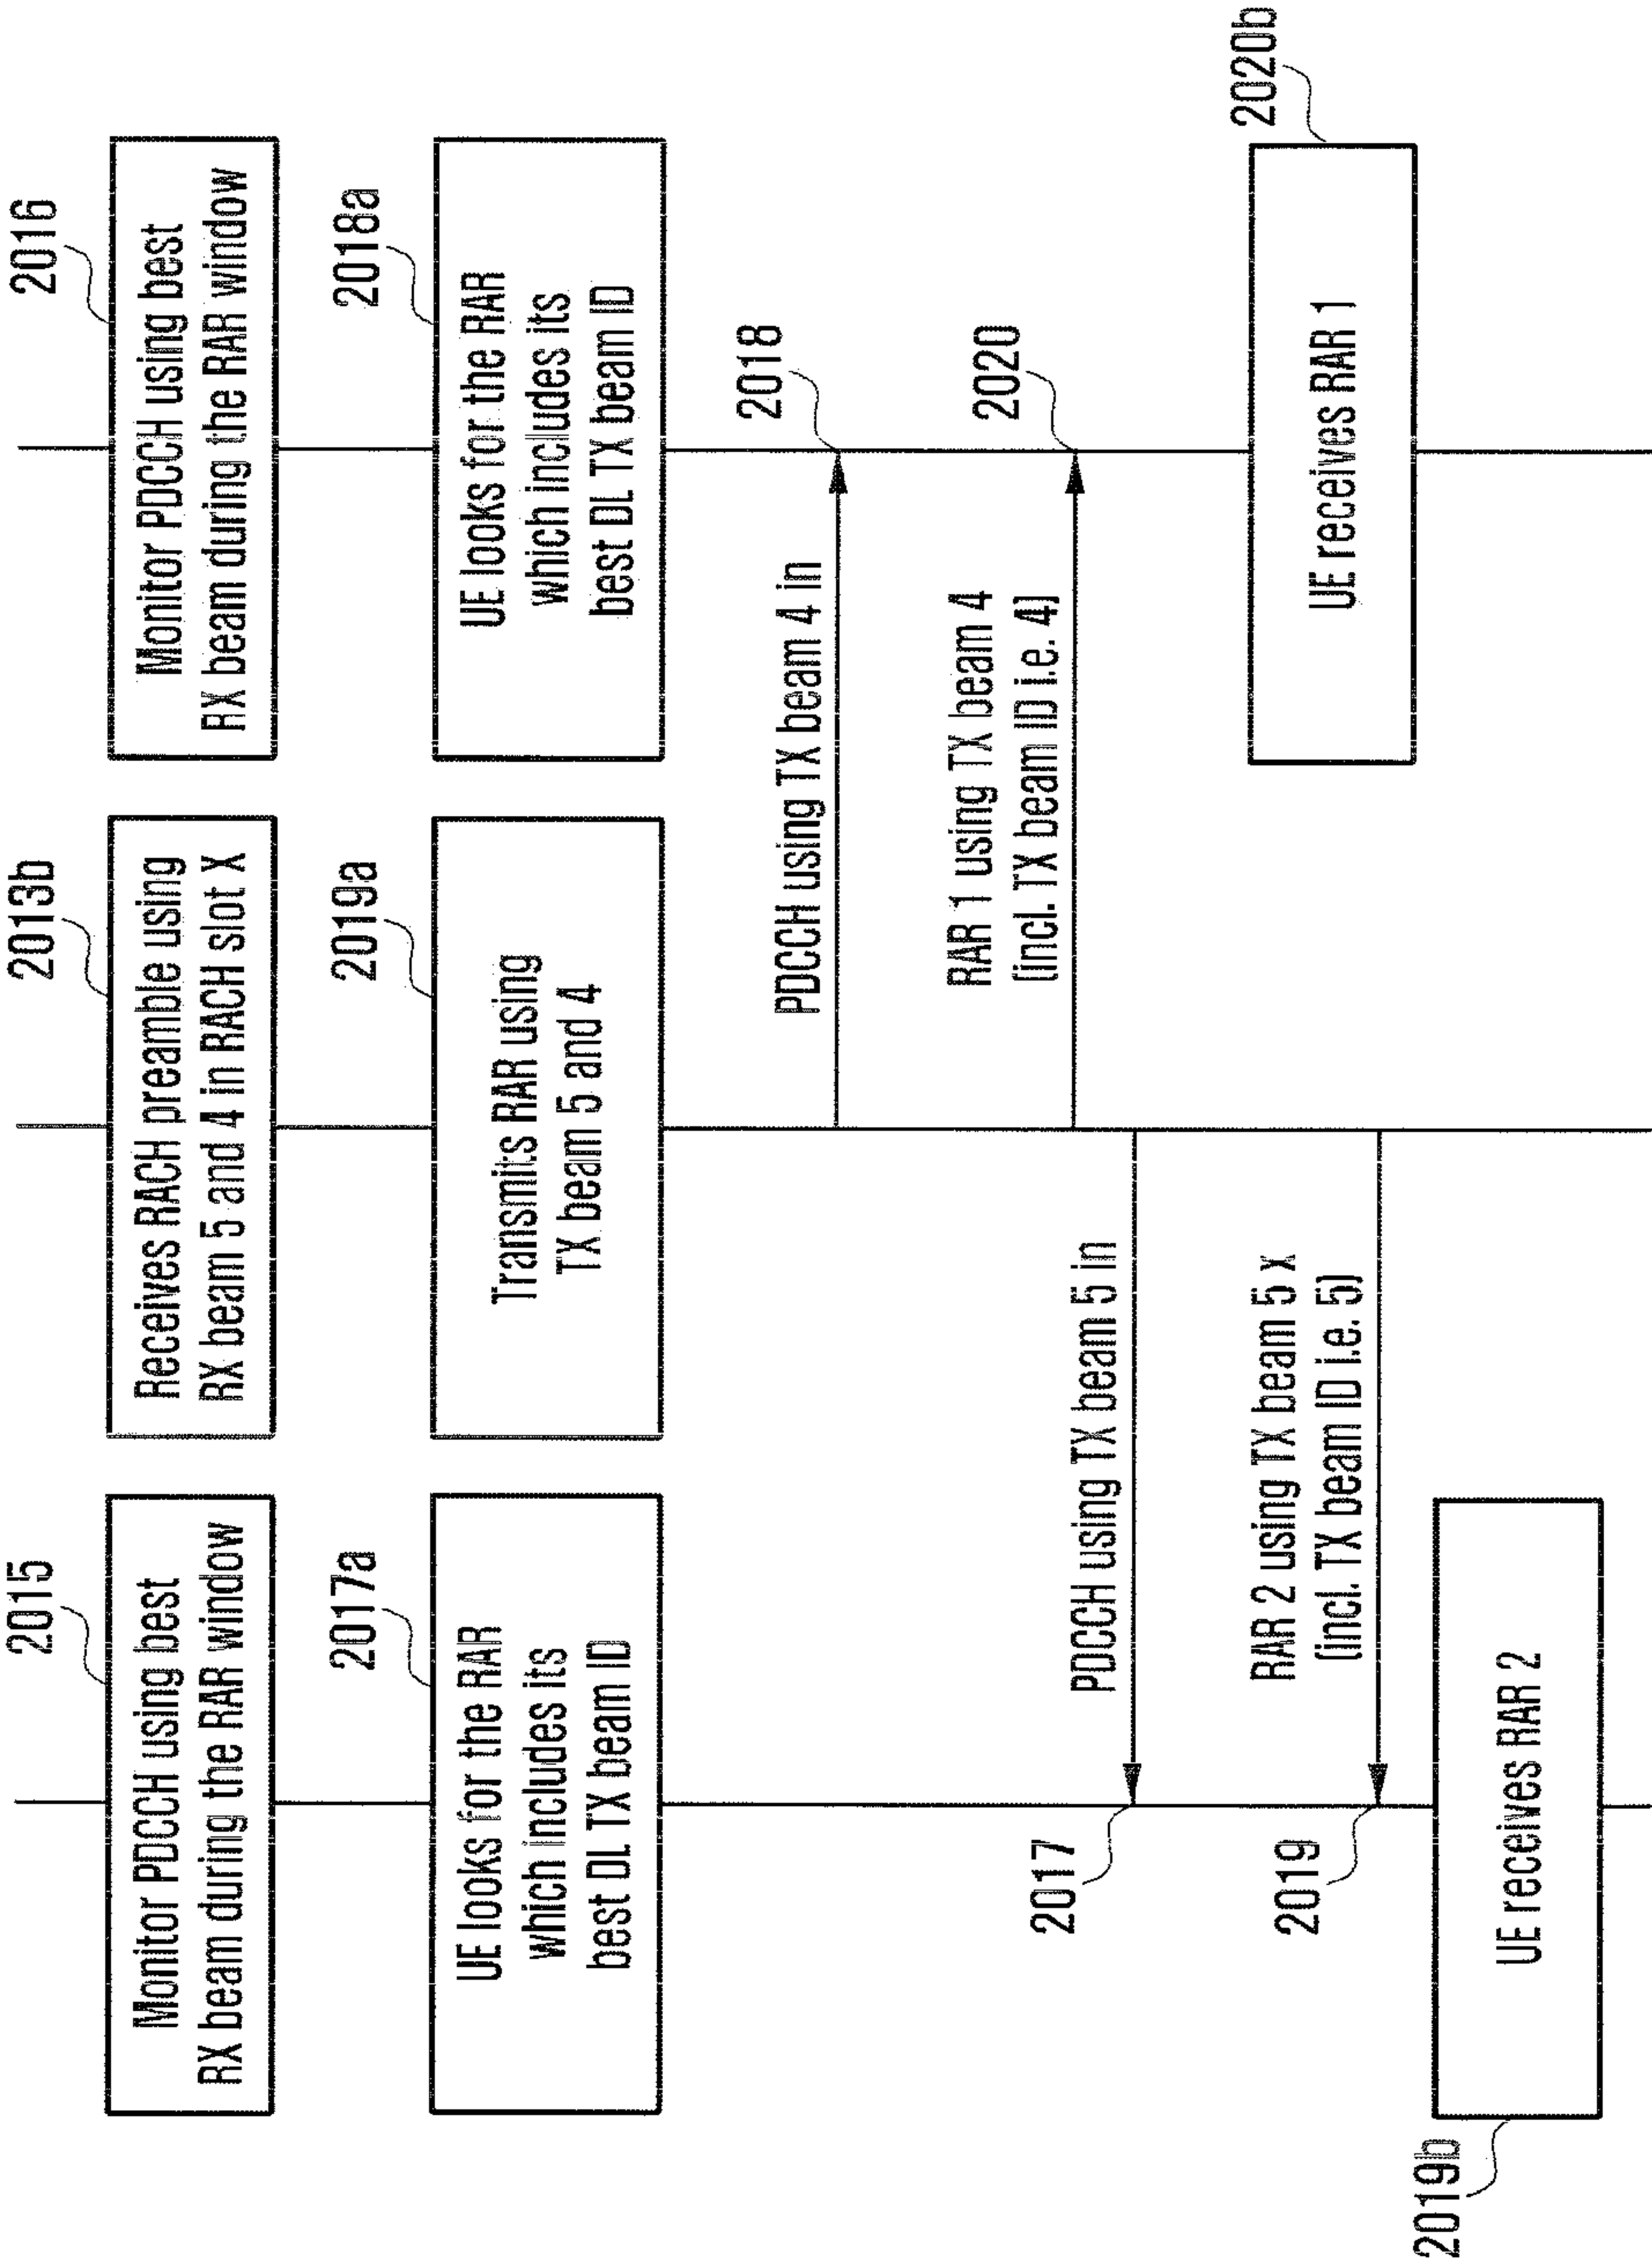 2015
Monitor PDCCH using best
RX beam during the RAR window
2013b
Receives RACH preamble using
RX beam 5 and 4 in RACH slot X
2016
Monitor PDCCH using best
RX beam during the RAR window
2017a
UE looks for the RAR
which includes its
best DL TX beam ID
2019a
Transmits RAR using
TX beam 5 and 4
2018a
UE looks for the RAR
which includes its
best DL TX beam ID
PDCCH using TX beam 4 in
2018
RAR 1 using TX beam 4
(incl. TX beam ID i.e. 4)
2020
2017
PDCCH using TX beam 5 in
2019
RAR 2 using TX beam 5 x
(incl. TX beam ID i.e. 5)
UE receives RAR 1
2020b
2019b
UE receives RAR 2